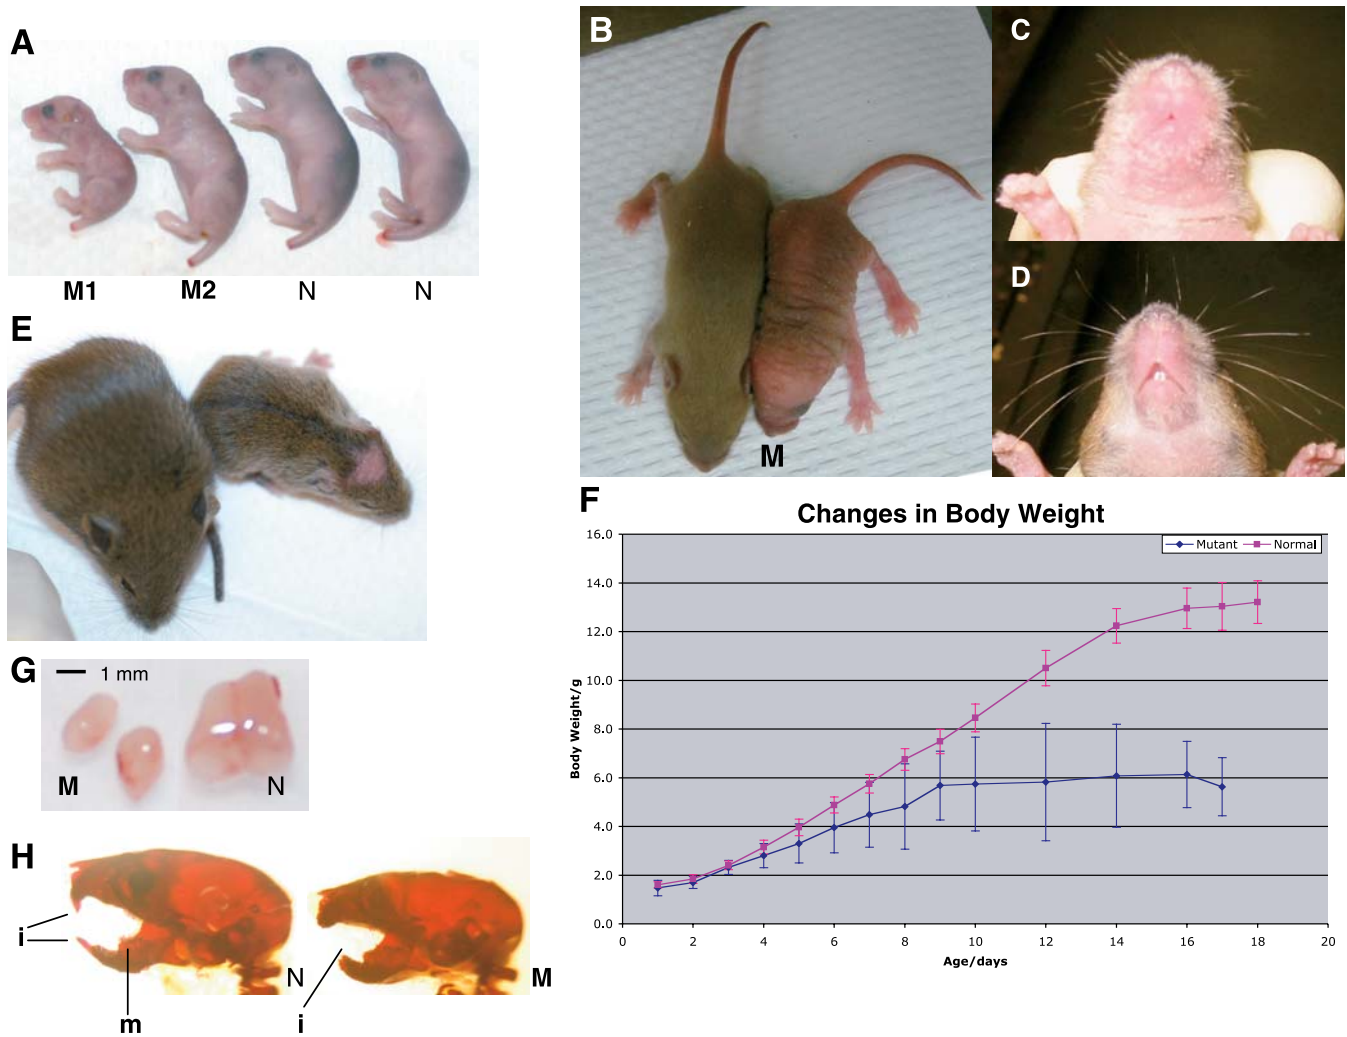 A
M1 M2 N N
B
M
C
D
E
F
Changes in Body Weight
Mutant Normal
16.0
14.0
12.0
10.0
8.0
6.0
4.0
2.0
0.0
Body Weight/g
0 2 4 6 8 10 12 14 16 18 20
Age/days
G
1 mm
M N
H
i
N
M
m
i